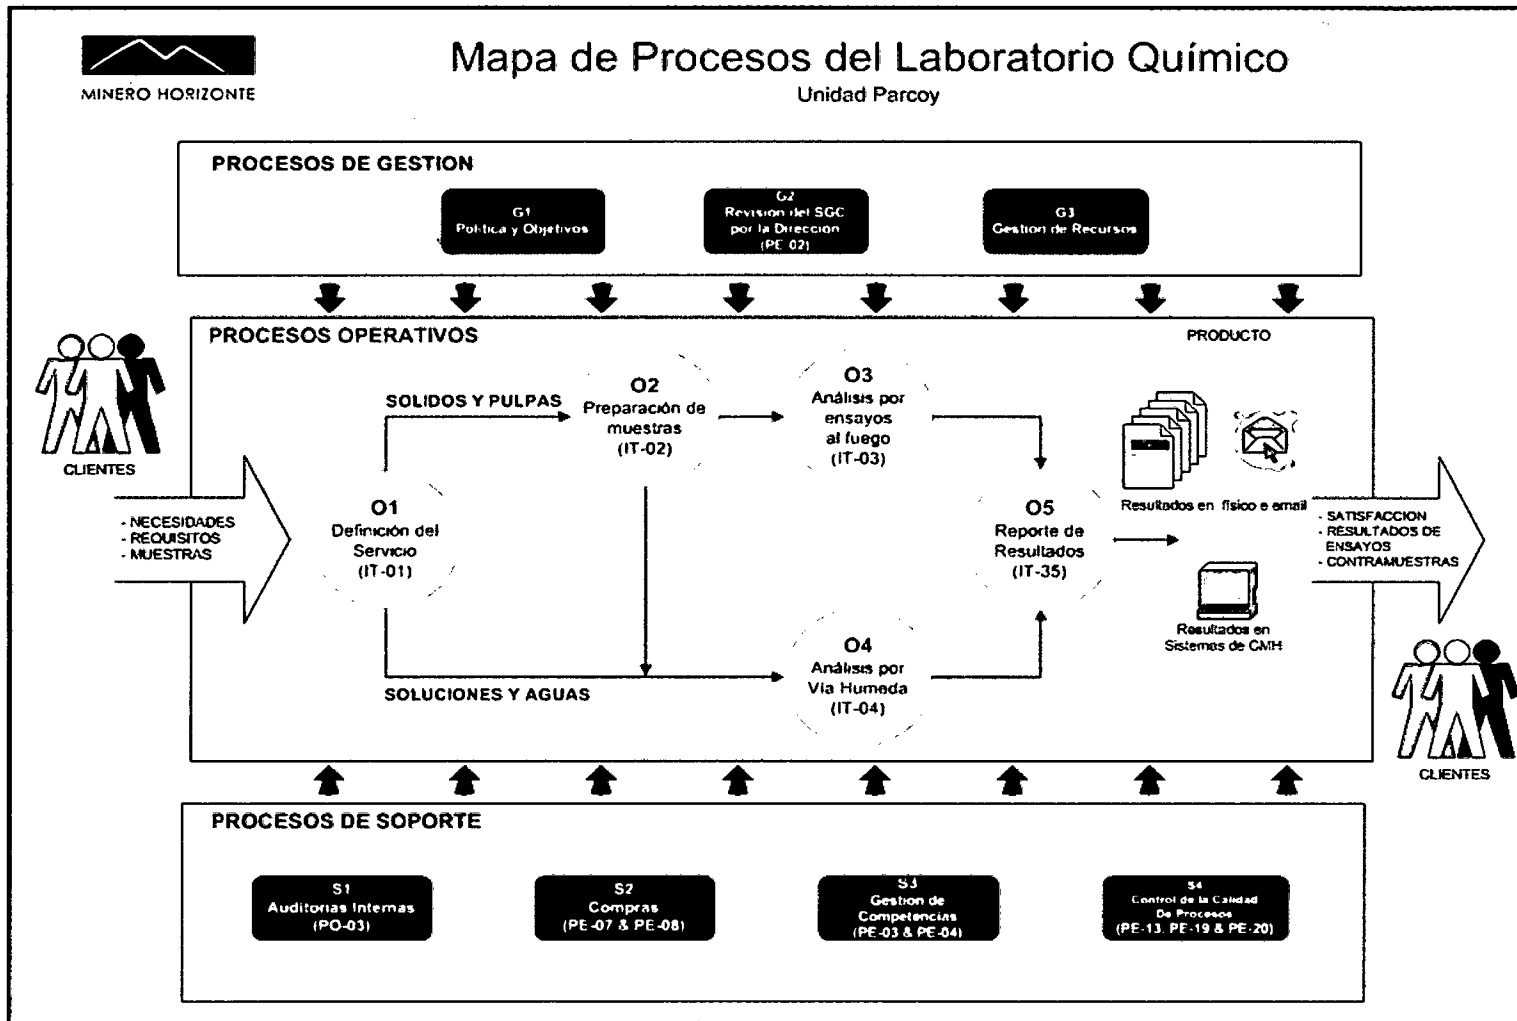 Mapa de Procesos del Laboratorio Químico
Unidad Parcoy
MINERO HORIZONTE
PROCESOS DE GESTION
G1
Política y Objetivos
G2
Revision del SGC
por la Dirección
(PE-02)
G3
Gestion de Recursos
PROCESOS OPERATIVOS
PRODUCTO
CLIENTES
- NECESIDADES
- REQUISITOS
- MUESTRAS
O1
Definición del
Servicio
(IT-01)
SOLIDOS Y PULPAS
O2
Preparación de
muestras
(IT-02)
O3
Análisis por
ensayos
al fuego
(IT-03)
SOLUCIONES Y AGUAS
O4
Análisis por
Vía Humeda
(IT-04)
O5
Reporte de
Resultados
(IT-35)
Resultados en físico e email
Resultados en
Sistemas de CMH
- SATISFACCION
- RESULTADOS DE
ENSAYOS
- CONTRAMUESTRAS
CLIENTES
PROCESOS DE SOPORTE
S1
Auditorias Internas
(PO-03)
S2
Compras
(PE-07 & PE-08)
S3
Gestion de
Competencias
(PE-03 & PE-04)
S4
Control de la Calidad
De Procesos
(PE-13, PE-19 & PE-20)